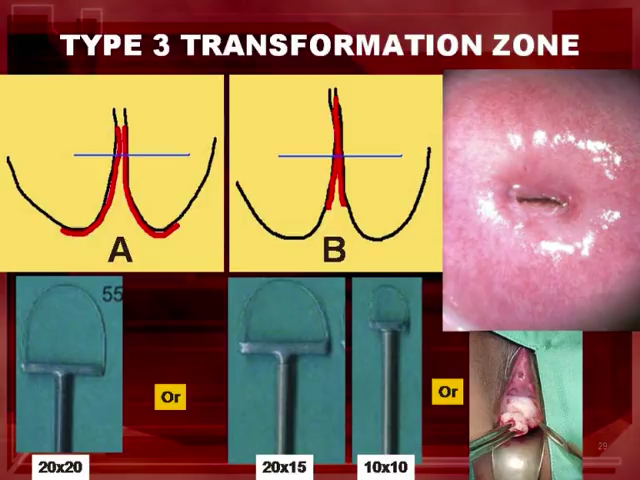 TYPE 3 TRANSFORMATION ZONE
A
B
55
Or
Or
20x20
20x15
10x10
29